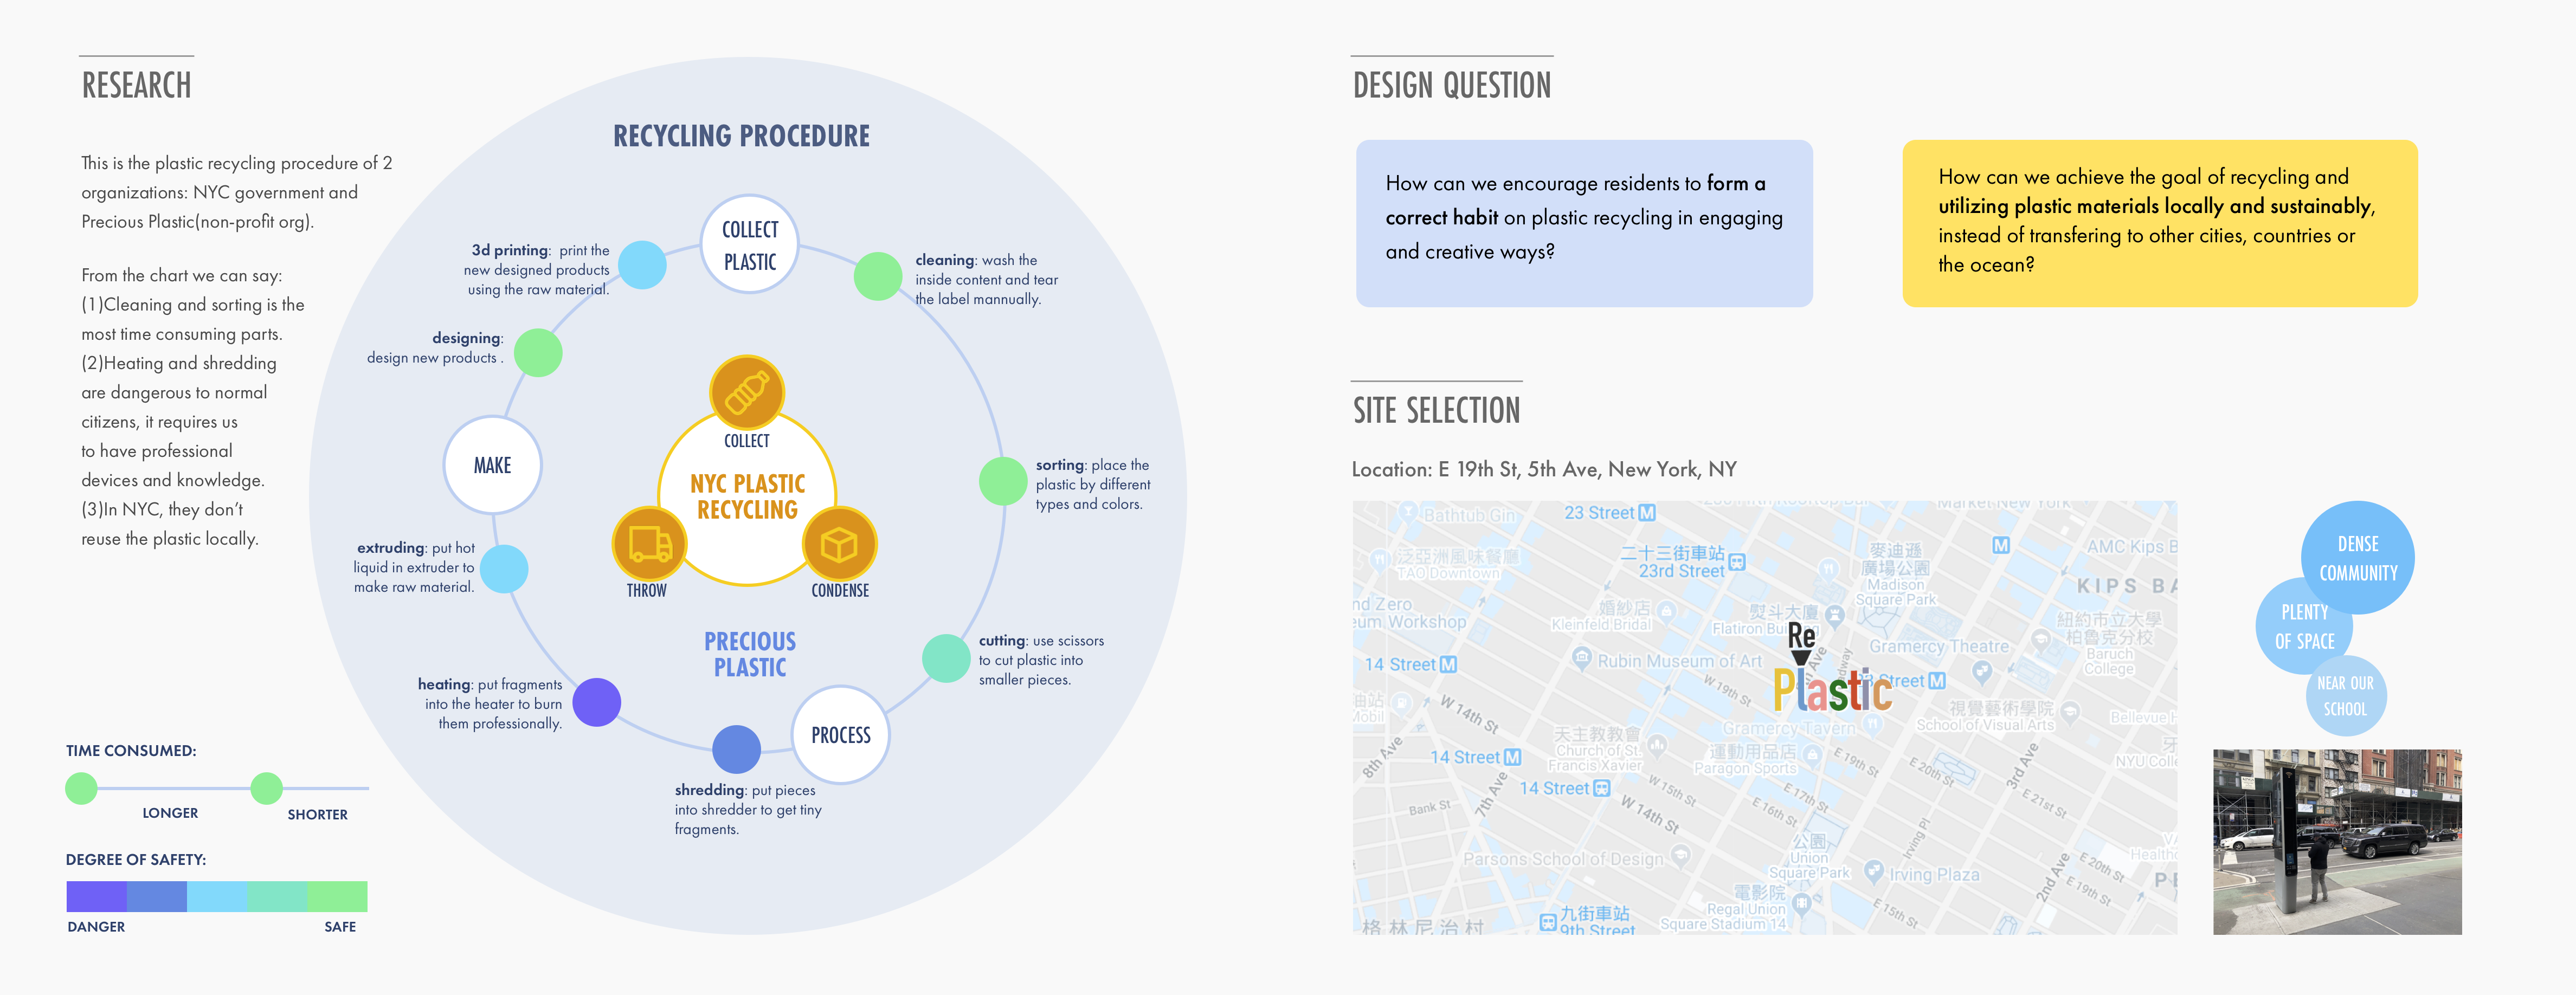 RESEARCH
This is the plastic recycling procedure of 2
organizations: NYC government and
Precious Plastic(non-profit org).
From the chart we can say:
(1)Cleaning and sorting is the
most time consuming parts.
(2)Heating and shredding
are dangerous to normal
citizens, it requires us
to have professional
devices and knowledge.
(3)In NYC, they don't
reuse the plastic locally.
TIME CONSUMED:
LONGER
SHORTER
DEGREE OF SAFETY:
DANGER
SAFE
RECYCLING PROCEDURE
COLLECT
PLASTIC
cleaning: wash the
inside content and tear
the label mannually.
sorting: place the
plastic by different
types and colors.
cutting: use scissors
to cut plastic into
smaller pieces.
PROCESS
shredding: put pieces
into shredder to get tiny
fragments.
heating: put fragments
into the heater to burn
them professionally.
extruding: put hot
liquid in extruder to
make raw material.
MAKE
designing:
design new products .
3d printing: print the
new designed products
using the raw material.
COLLECT
NYC PLASTIC
RECYCLING
THROW
CONDENSE
PRECIOUS
PLASTIC
DESIGN QUESTION
How can we encourage residents to form a
correct habit on plastic recycling in engaging
and creative ways?
How can we achieve the goal of recycling and
utilizing plastic materials locally and sustainably,
instead of transfering to other cities, countries or
the ocean?
SITE SELECTION
Location: E 19th St, 5th Ave, New York, NY
Bathtub Gin
23 Street M
Market New York
泛亞洲風味餐廳
TAO Downtown
二十三街車站
23rd Street
麥迪遜
廣場公園
Madison
Square Park
M
AMC Kips B
KIPS BA
nd Zero
eum Workshop
婚紗店
Kleinfeld Bridal
熨斗大廈
Flatiron
紐約市立大學
柏魯克分校
Baruch
College
Re
Plastic
14 Street M
Rubin Museum of Art
Gramercy Theatre
Street M
油站
Mobil
W 14th St
W 19th St
Gramercy Tavern
視覺藝術學院
School of Visual Arts
Bellevue H
8th Ave
14 Street M
天主教教會
Church of St.
Francis Xavier
運動用品店
Paragon Sports
E 19th St
E 20th St
3rd Ave
NYU Colle
14 Street
W 15th St
E 17th St
E 16th St
E 21st St
Bank St
7th Ave
W 14th St
公園
Union
Square Park
Irving Pl
Parsons School of Design
Irving Plaza
2nd Ave
E 20th St
E 19th St
Healthc
PE
電影院
Regal Union
Square Stadium 14
E 15th St
格林尼治村
九街車站
9th Street
DENSE
COMMUNITY
PLENTY
OF SPACE
NEAR OUR
SCHOOL